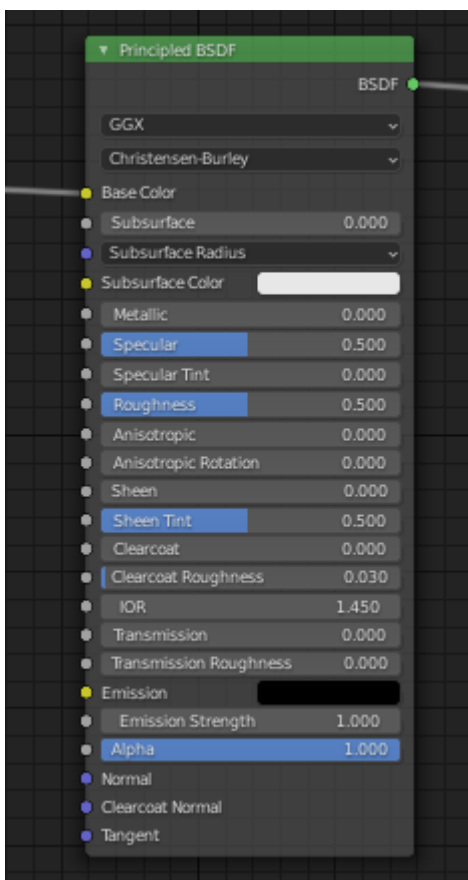 Principled BSDF
BSDF
GGX
Christensen-Burley
Base Color
Subsurface 0.000
Subsurface Radius
Subsurface Color
Metallic 0.000
Specular 0.500
Specular Tint 0.000
Roughness 0.500
Anisotropic 0.000
Anisotropic Rotation 0.000
Sheen 0.000
Sheen Tint 0.500
Clearcoat 0.000
Clearcoat Roughness 0.030
IOR 1.450
Transmission 0.000
Transmission Roughness 0.000
Emission
Emission Strength 1.000
Alpha 1.000
Normal
Clearcoat Normal
Tangent